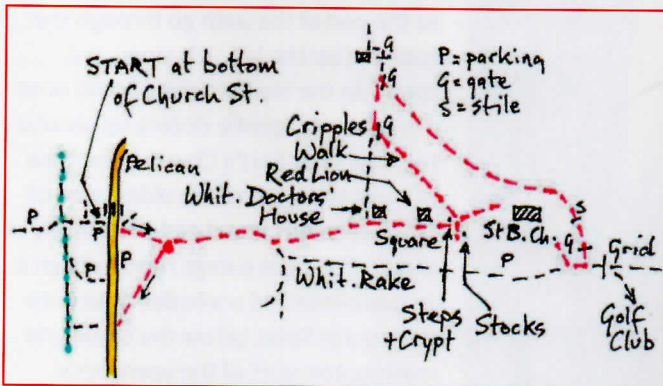 START at bottom
of Church St.
P = parking
G = gate
S = stile
G
G
G
Cripples
Walk
Red Lion
Whit. Doctors'
House
Pelican
P
P
P
P
Square
St B. Ch.
S
G
Grid
P
Whit. Rake
Steps
+ Crypt
Stocks
Golf
Club